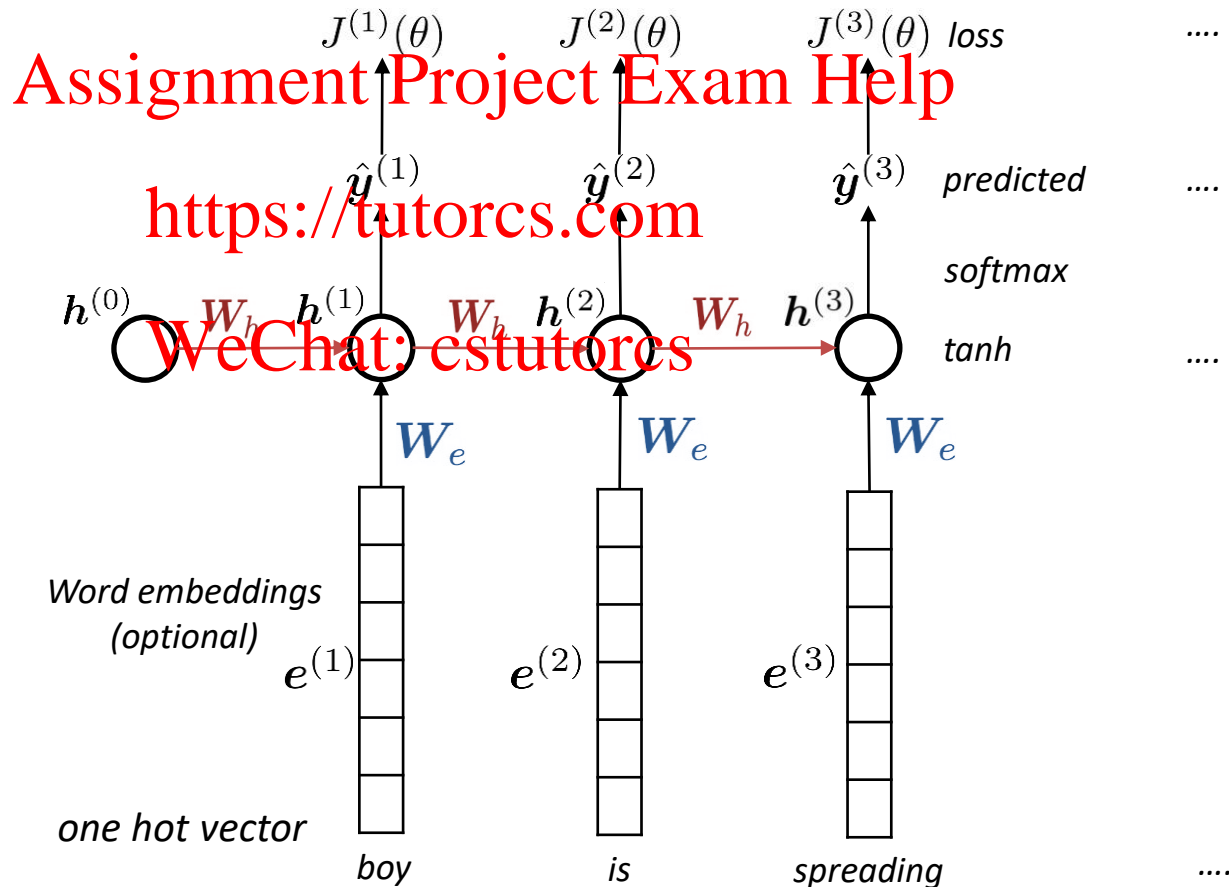 J^{(1)}(θ) J^{(2)}(θ) J^{(3)}(θ) loss ....
Assignment Project Exam Help
ŷ^{(1)} ŷ^{(2)} ŷ^{(3)} predicted ....
https://tutorcs.com
softmax
h^{(0)} W_h h^{(1)} W_h h^{(2)} W_h h^{(3)}
WeChat: cstutorcs
tanh ....
W_e W_e W_e
Word embeddings
(optional)
e^{(1)} e^{(2)} e^{(3)}
one hot vector
boy is spreading ....